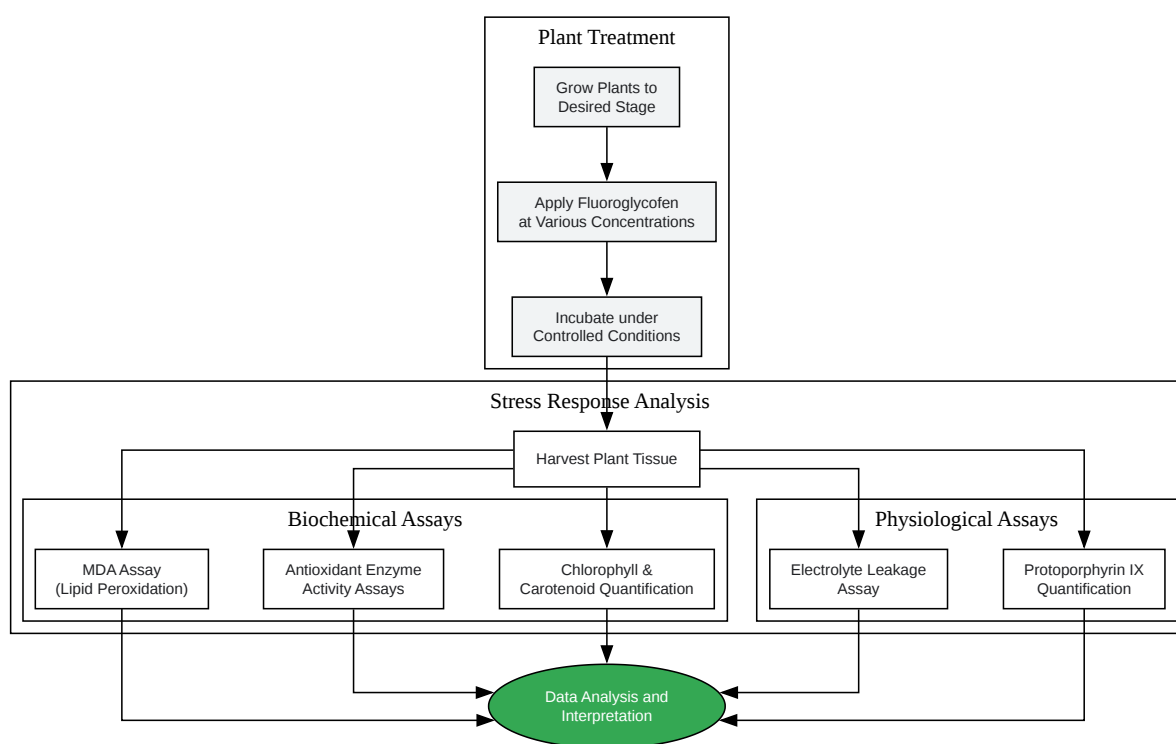 Plant Treatment
Grow Plants to
Desired Stage
Apply Fluoroglycofen
at Various Concentrations
Incubate under
Controlled Conditions
Stress Response Analysis
Harvest Plant Tissue
Biochemical Assays
Physiological Assays
MDA Assay
(Lipid Peroxidation)
Antioxidant Enzyme
Activity Assays
Chlorophyll &
Carotenoid Quantification
Electrolyte Leakage
Assay
Protoporphyrin IX
Quantification
Data Analysis and
Interpretation